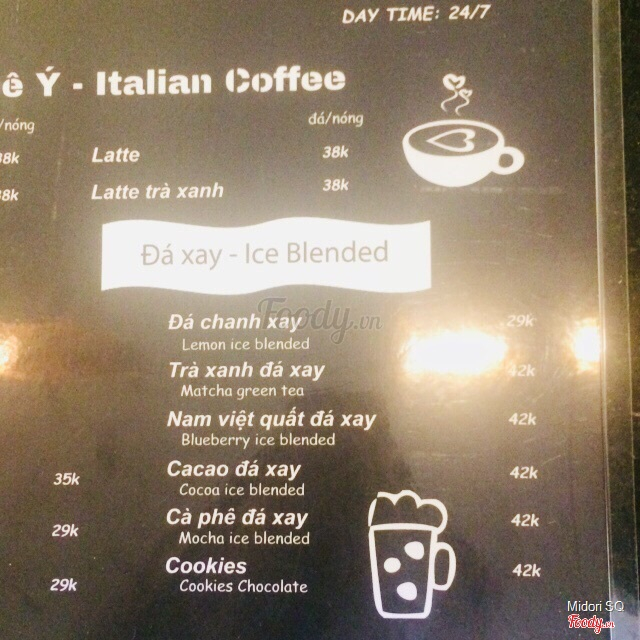 DAY TIME: 24/7
ê Ý - Italian Coffee
/nóng đá/nóng
38k Latte 38k
38k Latte trà xanh 38k
Đá xay - Ice Blended
Foody.vn
Đá chanh xay 29k
Lemon ice blended
Trà xanh đá xay 42k
Matcha green tea
Nam việt quất đá xay 42k
Blueberry ice blended
35k Cacao đá xay 42k
Cocoa ice blended
29k Cà phê đá xay 42k
Mocha ice blended
29k Cookies 42k
Cookies Chocolate
Midori SQ
Foody.vn